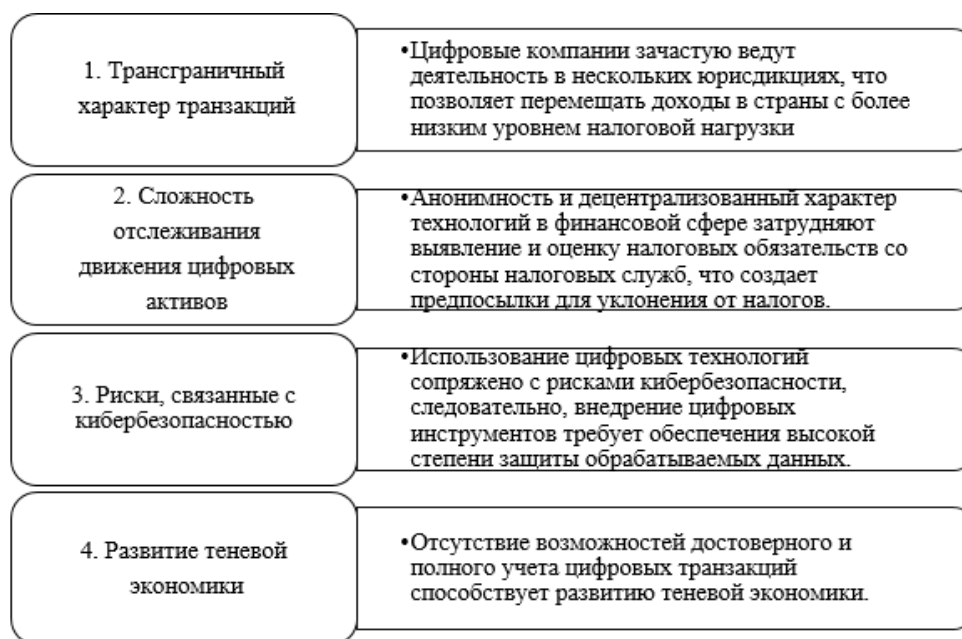 1. Трансграничный
характер транзакций
•Цифровые компании зачастую ведут
деятельность в нескольких юрисдикциях, что
позволяет перемещать доходы в страны с более
низким уровнем налоговой нагрузки
2. Сложность
отслеживания
движения цифровых
активов
•Анонимность и децентрализованный характер
технологий в финансовой сфере затрудняют
выявление и оценку налоговых обязательств со
стороны налоговых служб, что создает
предпосылки для уклонения от налогов.
3. Риски, связанные с
кибербезопасностью
•Использование цифровых технологий
сопряжено с рисками кибербезопасности,
следовательно, внедрение цифровых
инструментов требует обеспечения высокой
степени защиты обрабатываемых данных.
4. Развитие теневой
экономики
•Отсутствие возможностей достоверного и
полного учета цифровых транзакций
способствует развитию теневой экономики.